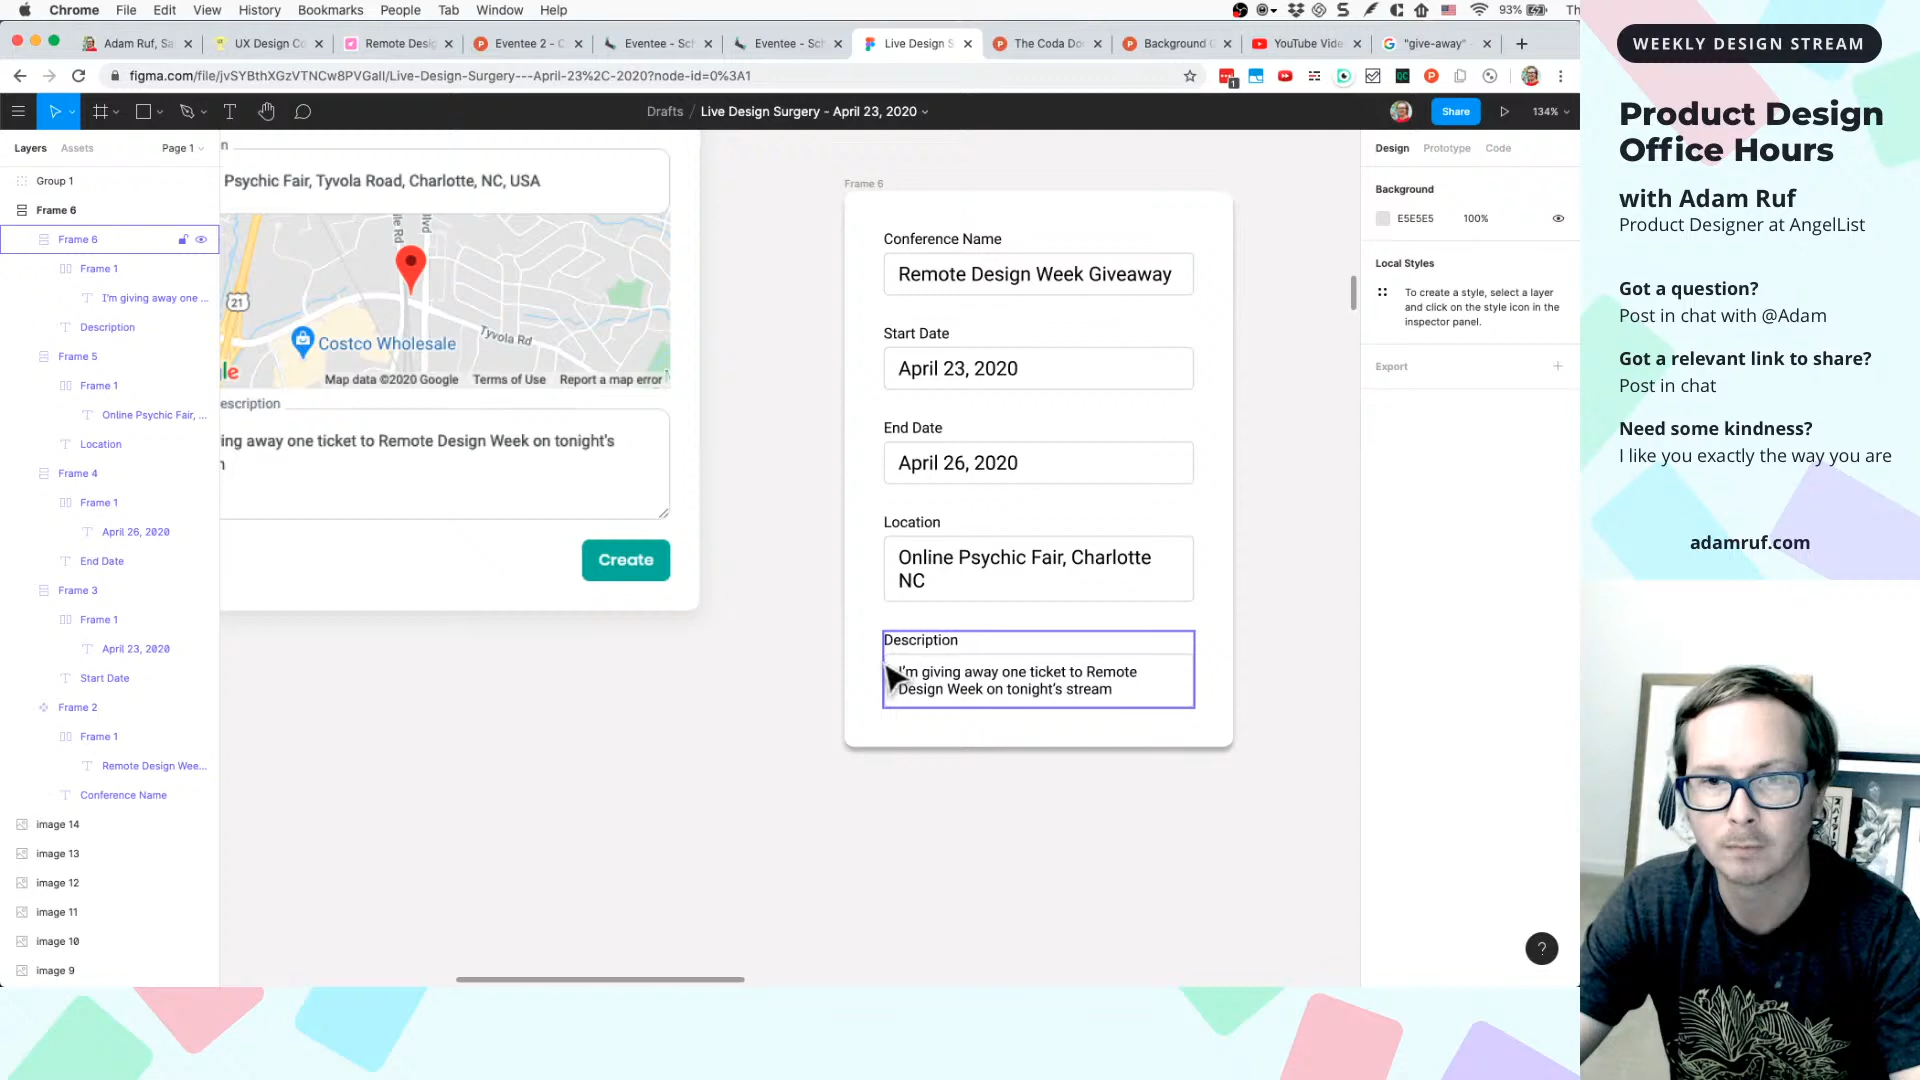 Chrome File Edit View History Bookmarks People Tab Window Help
93%
Adam Ruf, Sa
UX Design Co
Remote Desig
Eventee 2 - C
Eventee - Sch
Eventee - Sch
Live Design S
The Coda Do
Background
YouTube Vide
"give-away"
figma.com/file/jvSYBthXGzVTNCw8PVGaIl/Live-Design-Surgery---April-23%2C-2020?node-id=0%3A1
Drafts / Live Design Surgery - April 23, 2020
Share
134%
Layers Assets Page 1
Group 1
Frame 6
Frame 6
Frame 1
I'm giving away one ...
Description
Frame 5
Frame 1
Online Psychic Fair, ...
Location
Frame 4
Frame 1
April 26, 2020
End Date
Frame 3
Frame 1
April 23, 2020
Start Date
Frame 2
Frame 1
Remote Design Wee...
Conference Name
image 14
image 13
image 12
image 11
image 10
image 9
n
Psychic Fair, Tyvola Road, Charlotte, NC, USA
le Rd
lvd
21
Tyvola Rd
Costco Wholesale
gle
Map data ©2020 Google Terms of Use Report a map error
escription
ing away one ticket to Remote Design Week on tonight's
Create
Frame 6
Conference Name
Remote Design Week Giveaway
Start Date
April 23, 2020
End Date
April 26, 2020
Location
Online Psychic Fair, Charlotte
NC
Description
I'm giving away one ticket to Remote
Design Week on tonight's stream
Design Prototype Code
Background
E5E5E5 100%
Local Styles
To create a style, select a layer
and click on the style icon in the
inspector panel.
Export
?
WEEKLY DESIGN STREAM
Product Design
Office Hours
with Adam Ruf
Product Designer at AngelList
Got a question?
Post in chat with @Adam
Got a relevant link to share?
Post in chat
Need some kindness?
I like you exactly the way you are
adamruf.com